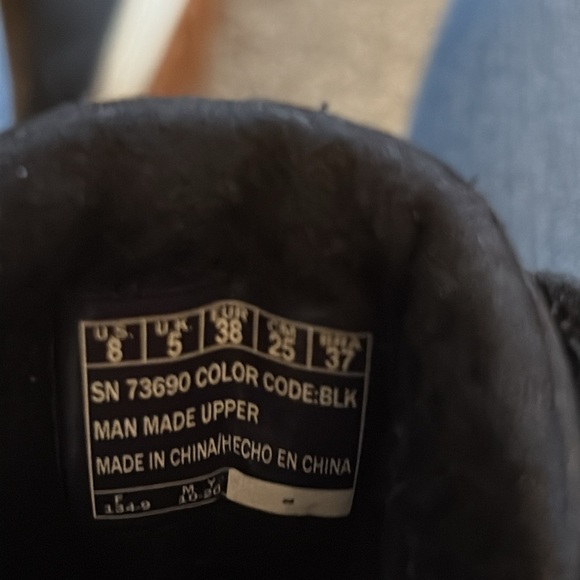 U.S. U.K. EUR CM BRA
8 5 38 25 37
SN 73690 COLOR CODE:BLK
MAN MADE UPPER
MADE IN CHINA/HECHO EN CHINA
F M Y